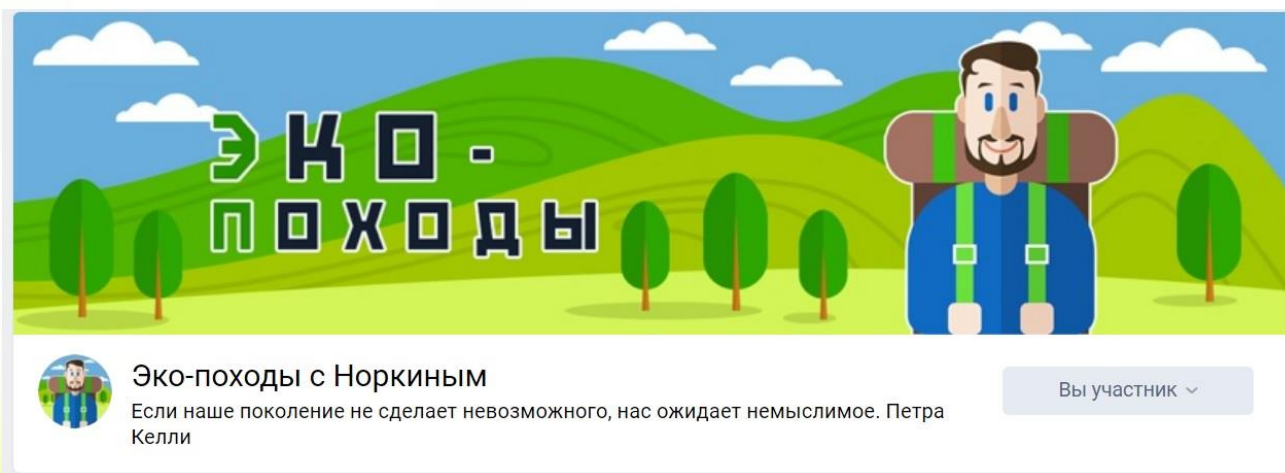 ЭКО-
ПОХОДЫ
Эко-походы с Норкиным
Если наше поколение не сделает невозможного, нас ожидает немыслимое. Петра
Келли
Вы участник